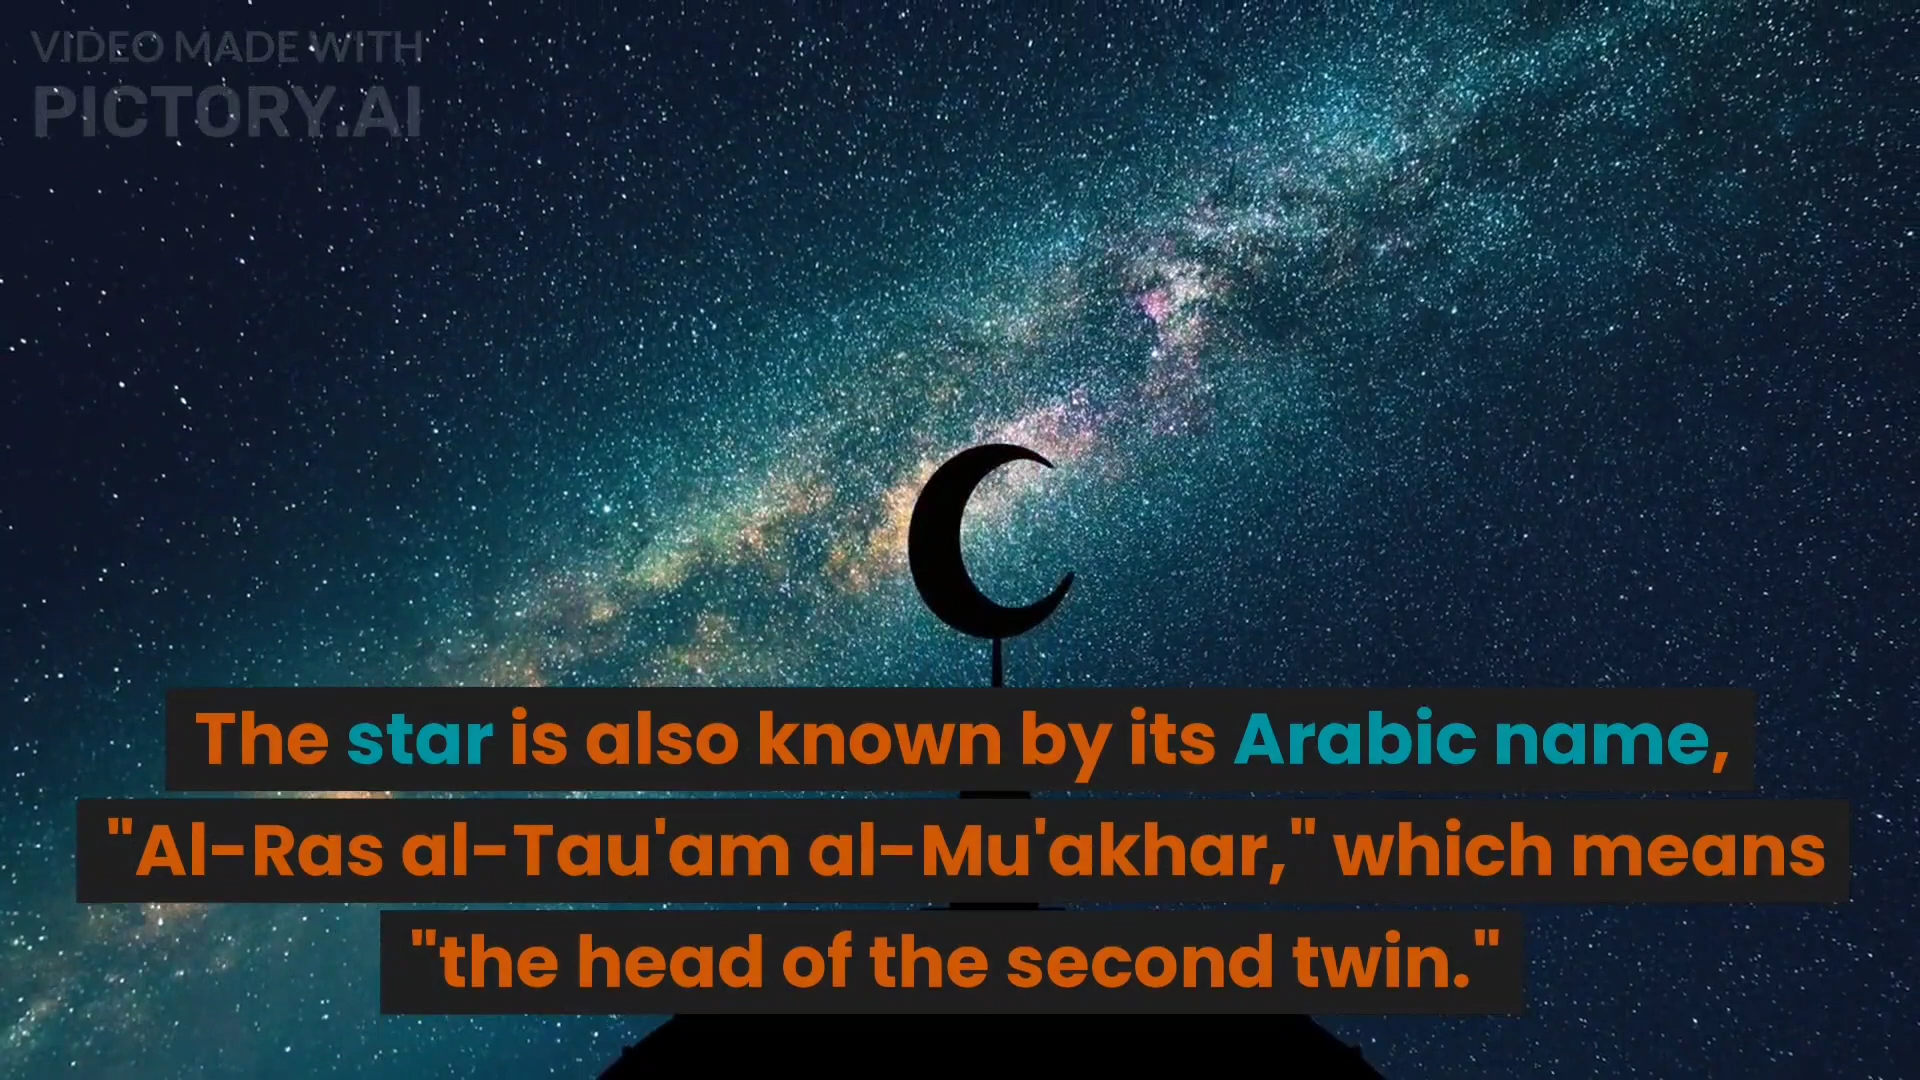 VIDEO MADE WITH
PICTORY.AI
The star is also known by its Arabic name,
"Al-Ras al-Tau'am al-Mu'akhar," which means
"the head of the second twin."